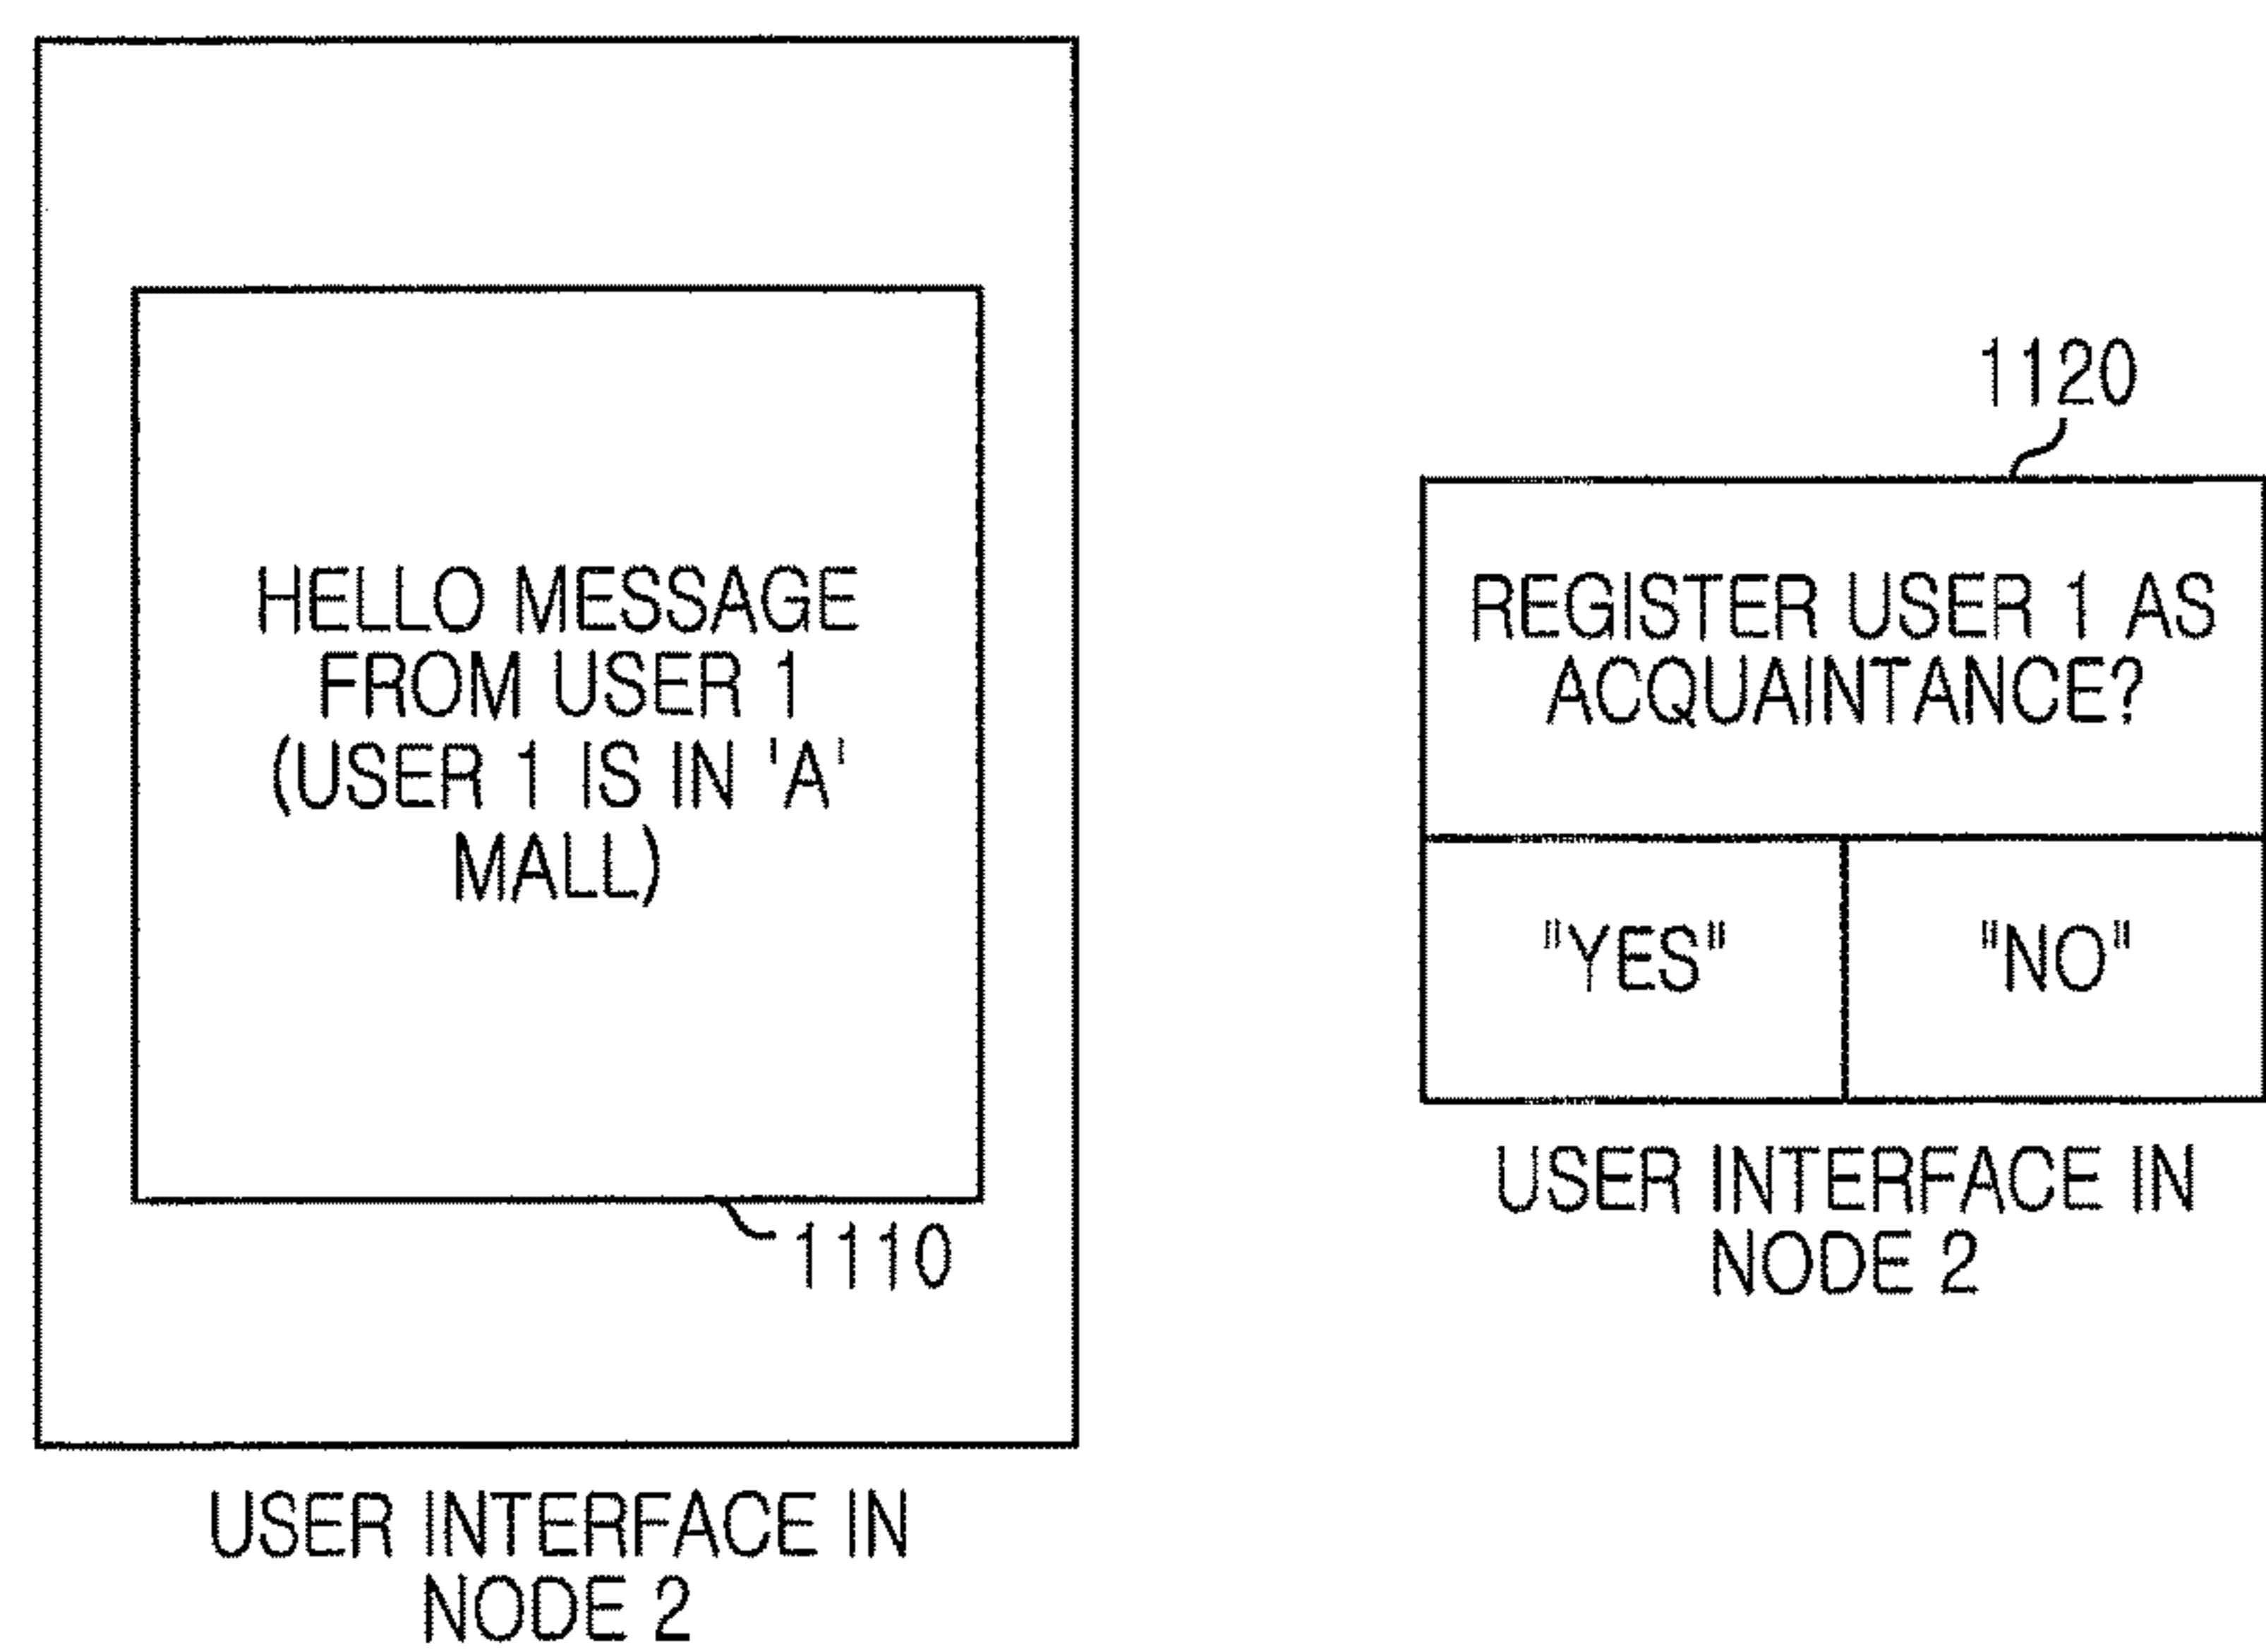 HELLO MESSAGE
FROM USER 1
(USER 1 IS IN 'A'
MALL)
1110
USER INTERFACE IN
NODE 2
1120
REGISTER USER 1 AS
ACQUAINTANCE?
"YES"
"NO"
USER INTERFACE IN
NODE 2